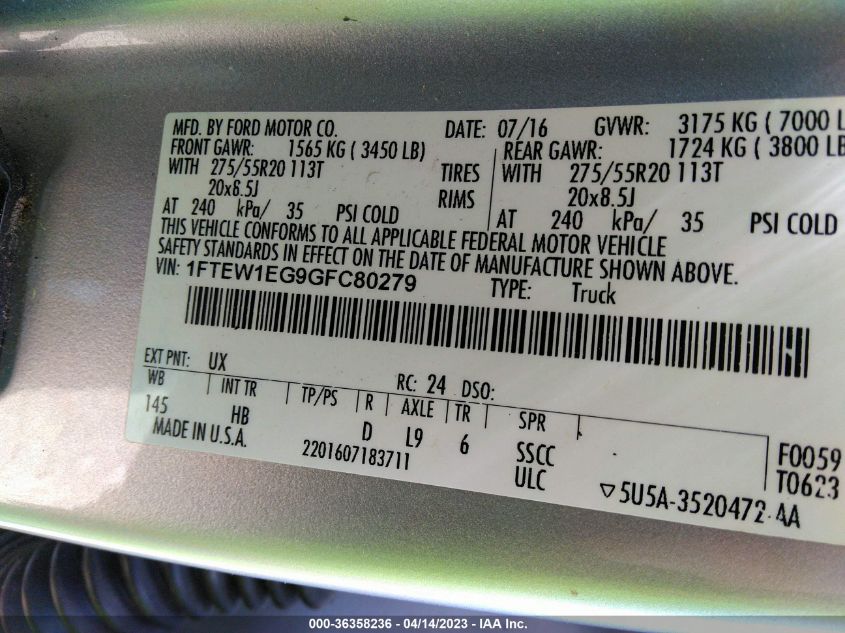 MFD. BY FORD MOTOR CO. DATE: 07/16 GVWR: 3175 KG ( 7000 L
FRONT GAWR: 1565 KG ( 3450 LB) REAR GAWR: 1724 KG ( 3800 LB
WITH 275/55R20 113T TIRES WITH 275/55R20 113T
20x8.5J RIMS 20x8.5J
AT 240 kPa/ 35 PSI COLD AT 240 kPa/ 35 PSI COLD
THIS VEHICLE CONFORMS TO ALL APPLICABLE FEDERAL MOTOR VEHICLE
SAFETY STANDARDS IN EFFECT ON THE DATE OF MANUFACTURE SHOWN ABOVE.
VIN: 1FTEW1EG9GFC80279 TYPE: Truck
EXT PNT: UX RC: 24 DSO:
WB INT TR TP/PS R AXLE TR SPR
145 HB D L9 6 SSCC
MADE IN U.S.A. 2201607183711 ULC
F0059
T0623
▽5U5A-3520472-AA
000-36358236 - 04/14/2023 - IAA Inc.